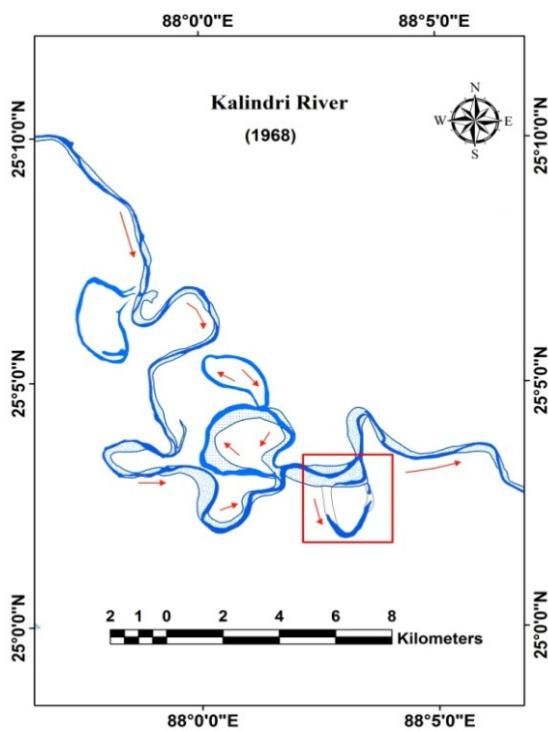 88°0'0"E 88°5'0"E
Kalindri River
(1968)
N
W E
S
25°10'0"N 25°10'0"N
25°5'0"N 25°5'0"N
25°0'0"N 25°0'0"N
2 1 0 2 4 6 8
Kilometers
88°0'0"E 88°5'0"E